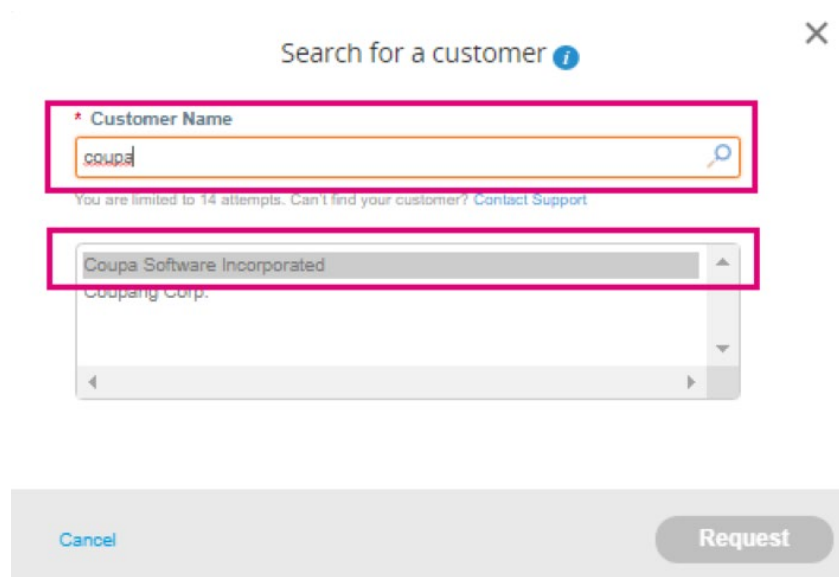 Search for a customer i
* Customer Name
coupa
You are limited to 14 attempts. Can't find your customer? Contact Support
Coupa Software Incorporated
Coupang Corp.
Cancel
Request